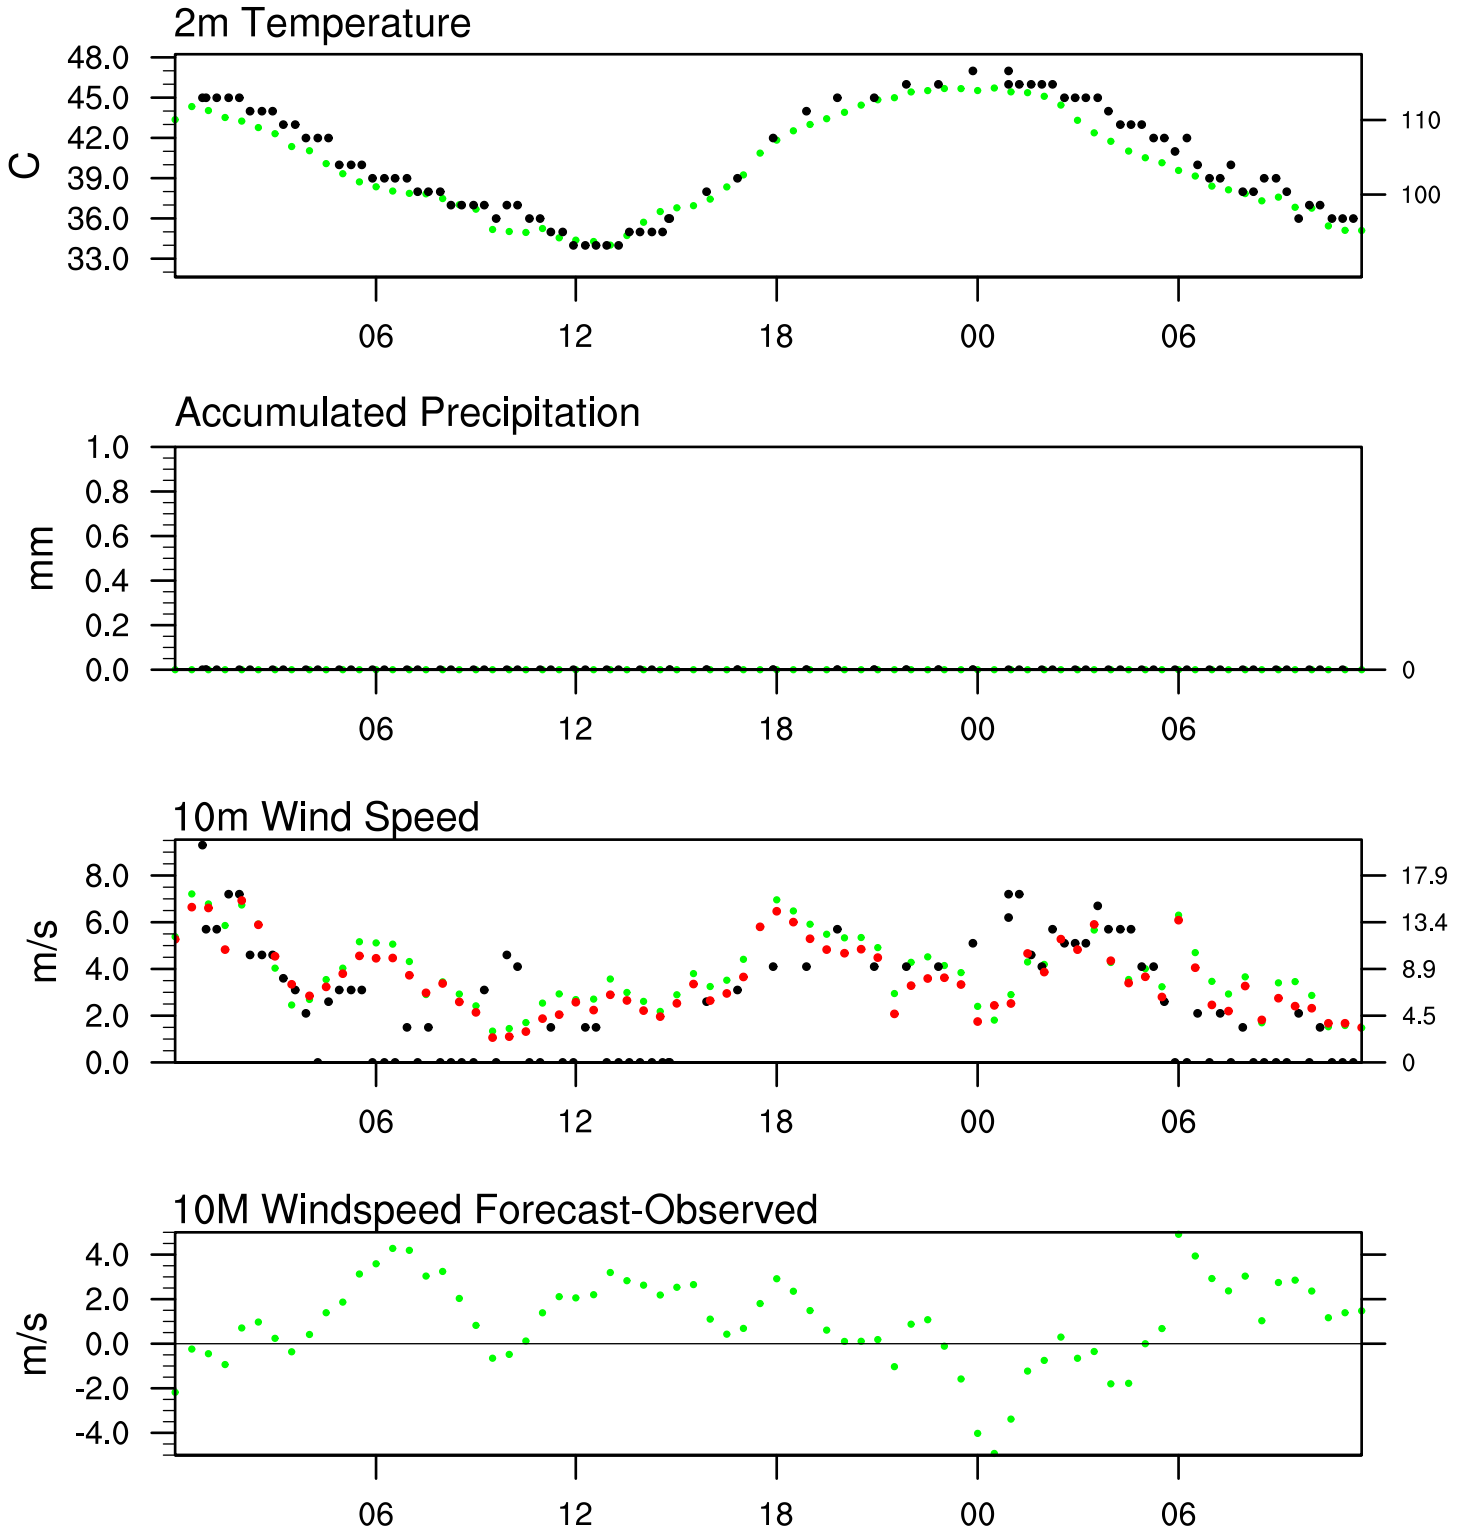 2m Temperature
48.0
45.0
42.0
39.0
36.0
33.0
C
110
100
06 12 18 00 06
Accumulated Precipitation
1.0
0.8
0.6
0.4
0.2
0.0
mm
0
06 12 18 00 06
10m Wind Speed
8.0
6.0
4.0
2.0
0.0
m/s
17.9
13.4
8.9
4.5
0
06 12 18 00 06
10M Windspeed Forecast-Observed
4.0
2.0
0.0
-2.0
-4.0
m/s
06 12 18 00 06